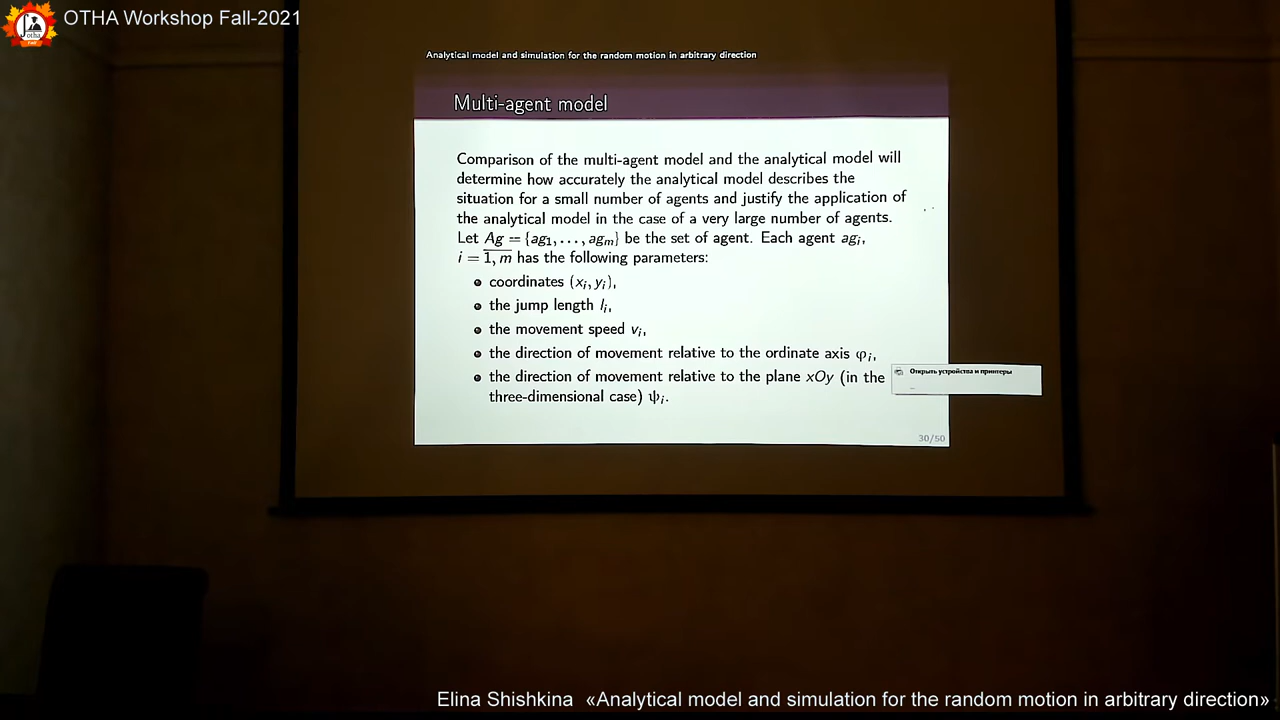 OTHA Workshop Fall-2021
Analytical model and simulation for the random motion in arbitrary direction
Multi-agent model
Comparison of the multi-agent model and the analytical model will
determine how accurately the analytical model describes the
situation for a small number of agents and justify the application of
the analytical model in the case of a very large number of agents.
Let Ag = {ag₁, . . . , agₘ} be the set of agent. Each agent agᵢ,
i = 1, m has the following parameters:
coordinates (xᵢ, yᵢ),
the jump length lᵢ,
the movement speed vᵢ,
the direction of movement relative to the ordinate axis φᵢ,
the direction of movement relative to the plane xOy (in the
three-dimensional case) ψᵢ.
Открыть устройства и принтеры
30/50
Elina Shishkina «Analytical model and simulation for the random motion in arbitrary direction»